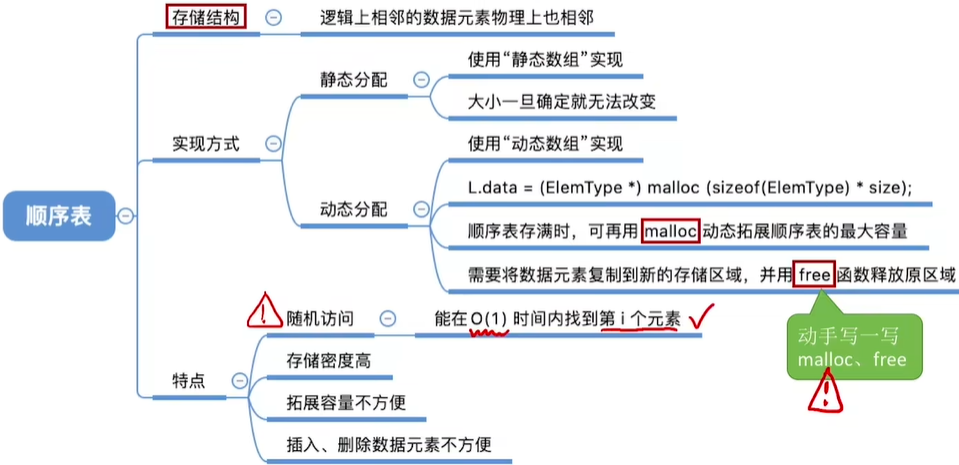 存储结构
逻辑上相邻的数据元素物理上也相邻
静态分配
使用“静态数组”实现
大小一旦确定就无法改变
实现方式
使用“动态数组”实现
L.data = (ElemType *) malloc (sizeof(ElemType) * size);
动态分配
顺序表
顺序表存满时，可再用 malloc 动态拓展顺序表的最大容量
需要将数据元素复制到新的存储区域，并用 free 函数释放原区域
随机访问
能在 O(1) 时间内找到第 i 个元素
动手写一写
malloc、free
存储密度高
特点
拓展容量不方便
插入、删除数据元素不方便